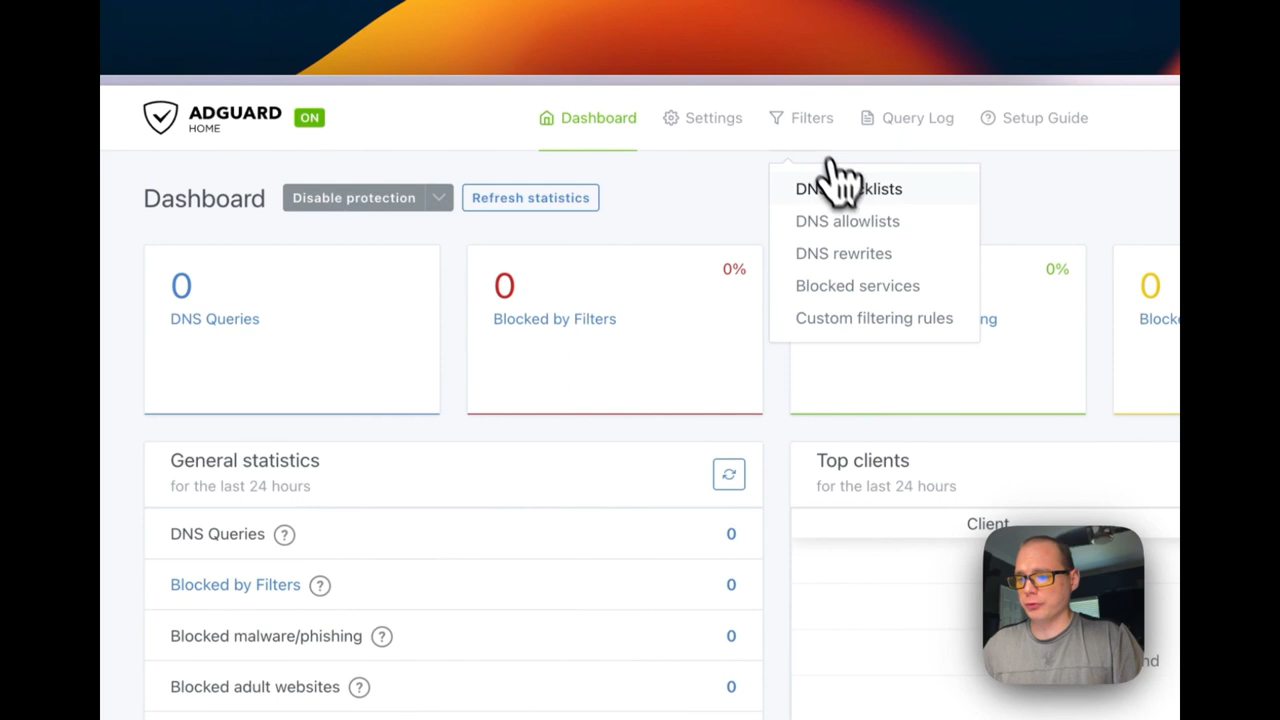 ADGUARD
HOME
ON
Dashboard
Settings
Filters
Query Log
Setup Guide
Dashboard
Disable protection
Refresh statistics
DNS allowlists
DNS rewrites
Blocked services
Custom filtering rules
0
DNS Queries
0%
0
Blocked by Filters
0%
0
General statistics
for the last 24 hours
DNS Queries ?
0
Blocked by Filters ?
0
Blocked malware/phishing ?
0
Blocked adult websites ?
0
Top clients
for the last 24 hours
Client